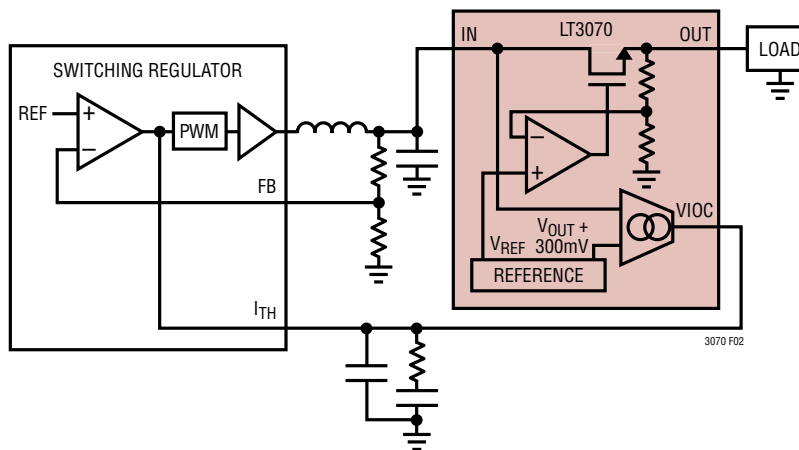 SWITCHING REGULATOR
REF
+
−
PWM
FB
ITH
IN
LT3070
OUT
LOAD
−
+
VREF
VOUT +
300mV
REFERENCE
VIOC
3070 F02